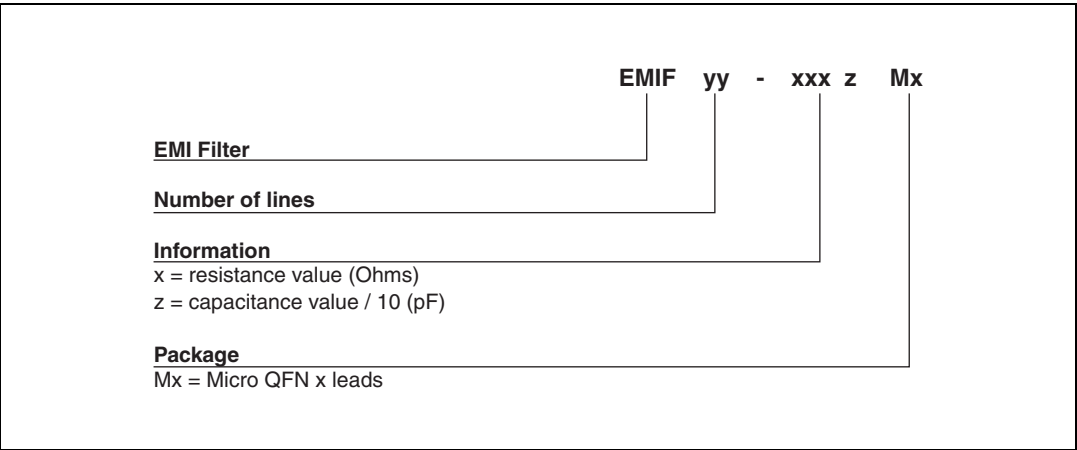 EMIF yy - xxx z Mx
EMI Filter
Number of lines
Information
x = resistance value (Ohms)
z = capacitance value / 10 (pF)
Package
Mx = Micro QFN x leads